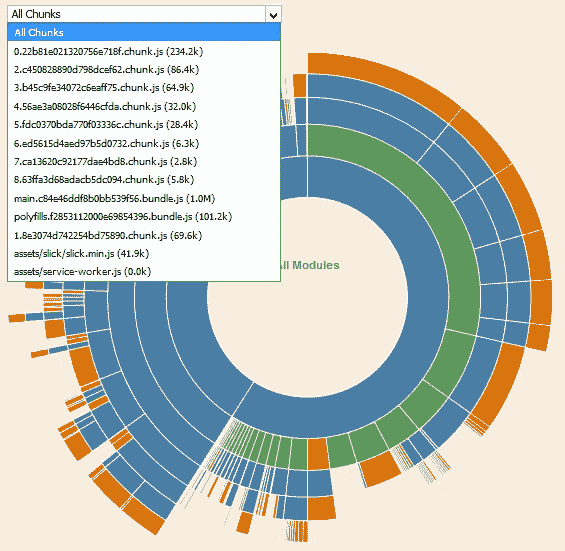 All Chunks
All Chunks
0.22b81e021320756e718f.chunk.js (234.2k)
2.c450828890d798dcef62.chunk.js (86.4k)
3.b45c9fe34072c6eaff75.chunk.js (64.9k)
4.56ae3a08028f6446cfda.chunk.js (32.0k)
5.fdc0370bda770f03336c.chunk.js (28.4k)
6.ed5615d4aed97b5d0732.chunk.js (6.3k)
7.ca13620c92177dae4bd8.chunk.js (2.8k)
8.63ffa3d68adacb5dc094.chunk.js (5.8k)
main.c84e46ddf8d0bb539f56.bundle.js (1.0M)
polyfills.f2853112000e69854396.bundle.js (101.2k)
1.8e3074d742254bd75890.chunk.js (69.6k)
assets/slick/slick.min.js (41.9k)
assets/service-worker.js (0.0k)
ll Modules